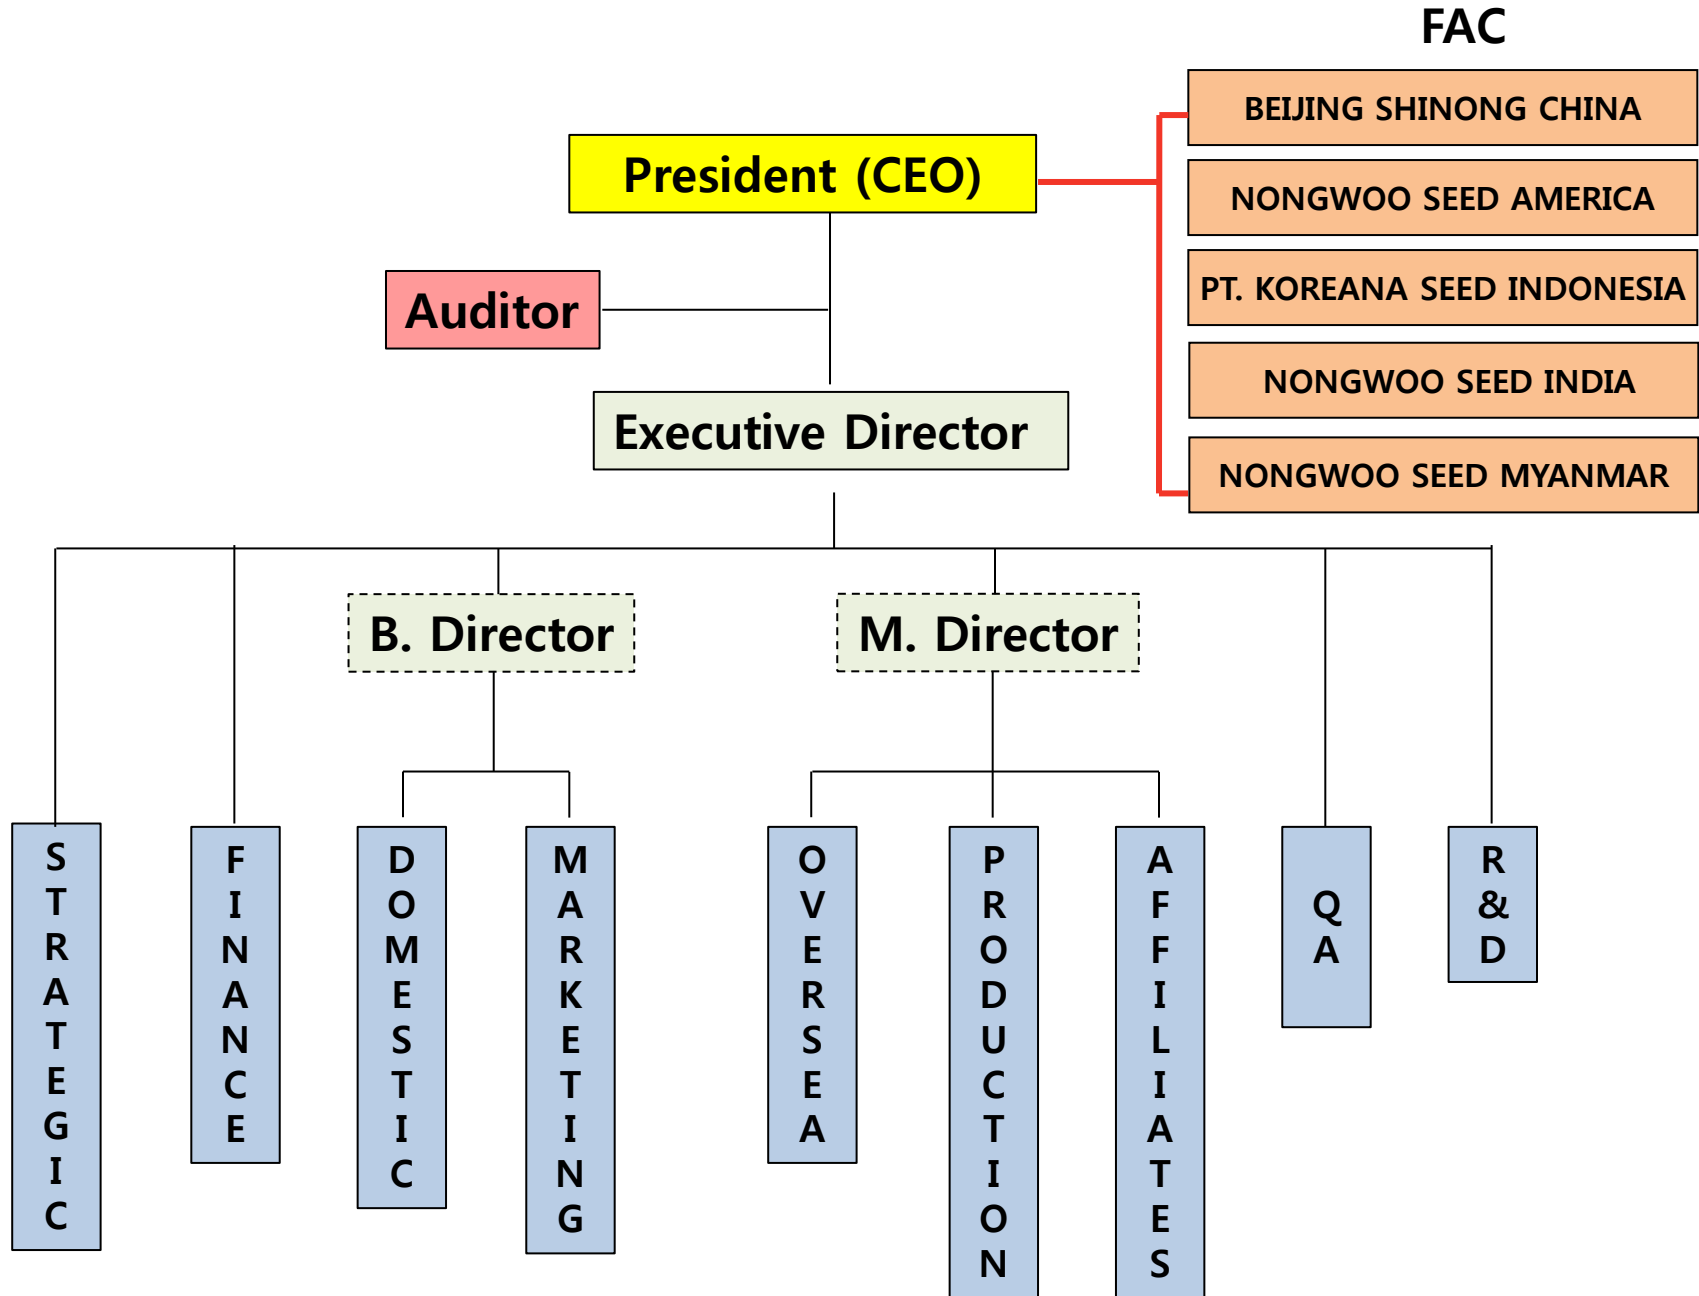 FAC
BEIJING SHINONG CHINA
President (CEO)
NONGWOO SEED AMERICA
Auditor
PT. KOREANA SEED INDONESIA
NONGWOO SEED INDIA
Executive Director
NONGWOO SEED MYANMAR
B. Director
M. Director
STRATEGIC
FINANCE
DOMESTIC
MARKETING
OVERSEA
PRODUCTION
AFFILIATES
QA
R&D